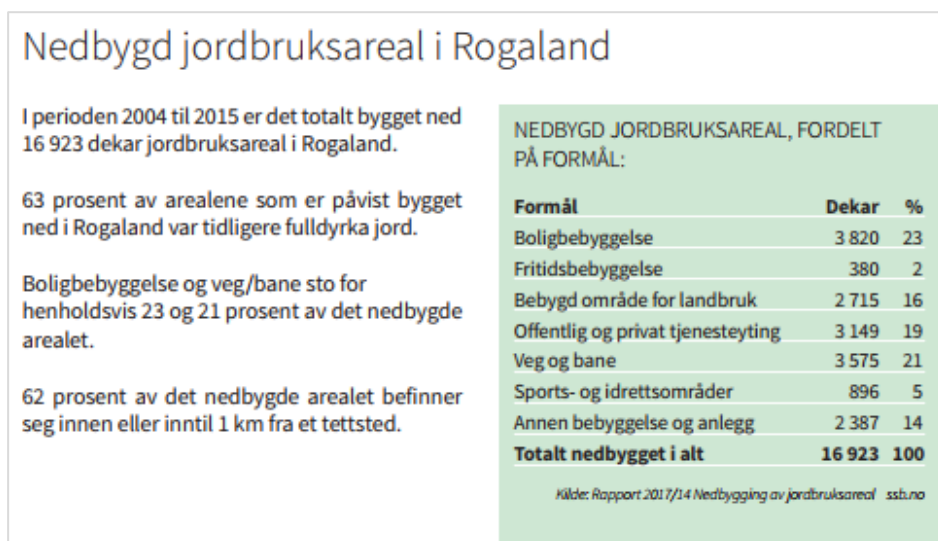 Nedbygd jordbruksareal i Rogaland
I perioden 2004 til 2015 er det totalt bygget ned
16 923 dekar jordbruksareal i Rogaland.
63 prosent av arealene som er påvist bygget
ned i Rogaland var tidligere fulldyrka jord.
Boligbebyggelse og veg/bane sto for
henholdsvis 23 og 21 prosent av det nedbygde
arealet.
62 prosent av det nedbygde arealet befinner
seg innen eller inntil 1 km fra et tettsted.
NEDBYGD JORDBRUKSAREAL, FORDELT
PÅ FORMÅL:
Formål Dekar %
Boligbebyggelse 3 820 23
Fritidsbebyggelse 380 2
Bebygd område for landbruk 2 715 16
Offentlig og privat tjenesteyting 3 149 19
Veg og bane 3 575 21
Sports- og idrettsområder 896 5
Annen bebyggelse og anlegg 2 387 14
Totalt nedbygget i alt 16 923 100
Kilde: Rapport 2017/14 Nedbygging av jordbruksareal ssb.no